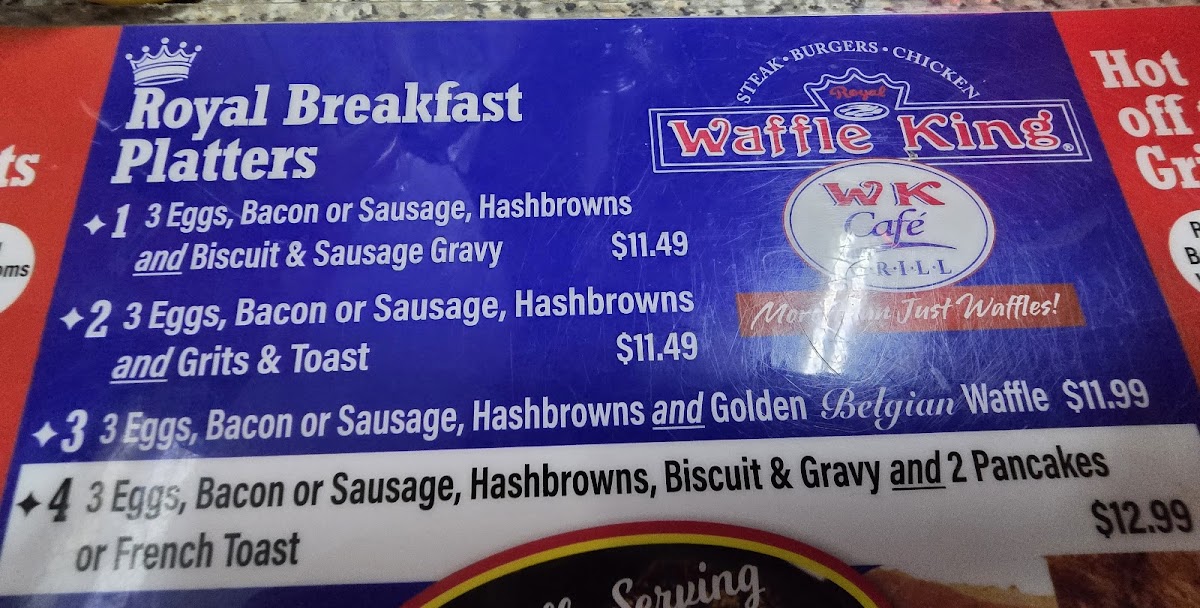 Royal Breakfast
Platters
1 3 Eggs, Bacon or Sausage, Hashbrowns
and Biscuit & Sausage Gravy $11.49
2 3 Eggs, Bacon or Sausage, Hashbrowns
and Grits & Toast $11.49
3 3 Eggs, Bacon or Sausage, Hashbrowns and Golden Belgian Waffle $11.99
4 3 Eggs, Bacon or Sausage, Hashbrowns, Biscuit & Gravy and 2 Pancakes
or French Toast $12.99
STEAK • BURGERS • CHICKEN
Royal
Waffle King®
WK
Café
GRILL
More Than Just Waffles!
Hot
off
Serving